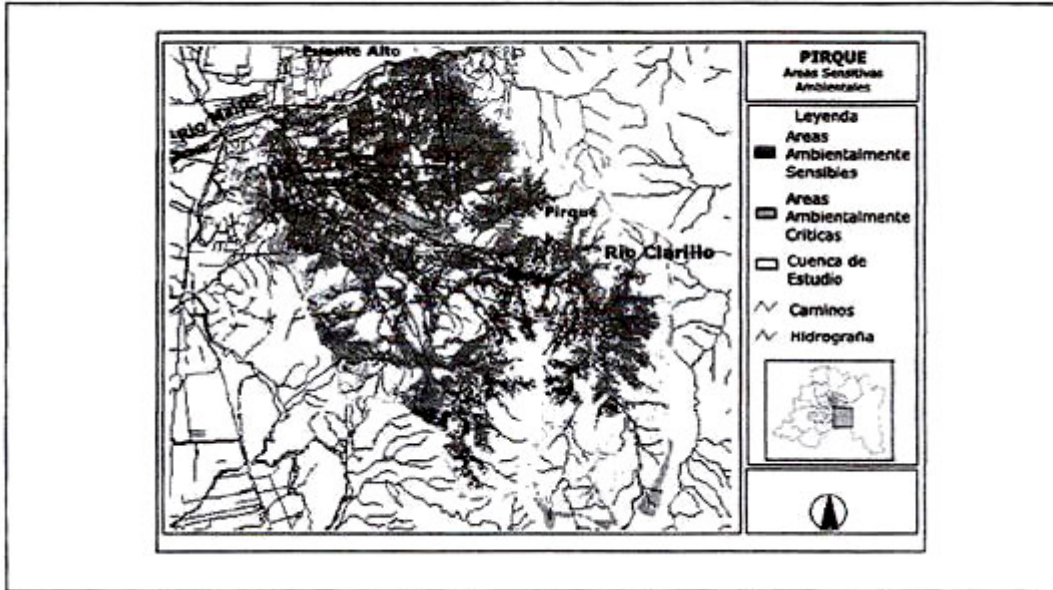 Puente Alto
Rio Maipo
Pirque
Rio Clarillo
PIRQUE
Areas Sensitivas
Ambientales
Leyenda
Areas
Ambientalmente
Sensibles
Areas
Ambientalmente
Criticas
Cuenca de
Estudio
Caminos
Hidrografía